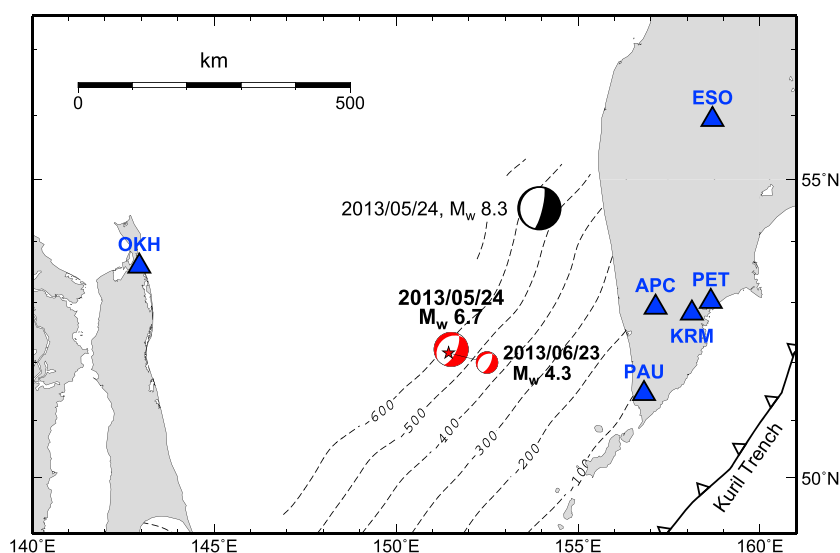 km
0 500
ESO
55°N
2013/05/24, Mw 8.3
OKH
APC PET
2013/05/24
Mw 6.7
KRM
2013/06/23
Mw 4.3
PAU
600
500
400
300
200
100
50°N
Kuril Trench
140°E 145°E 150°E 155°E 160°E